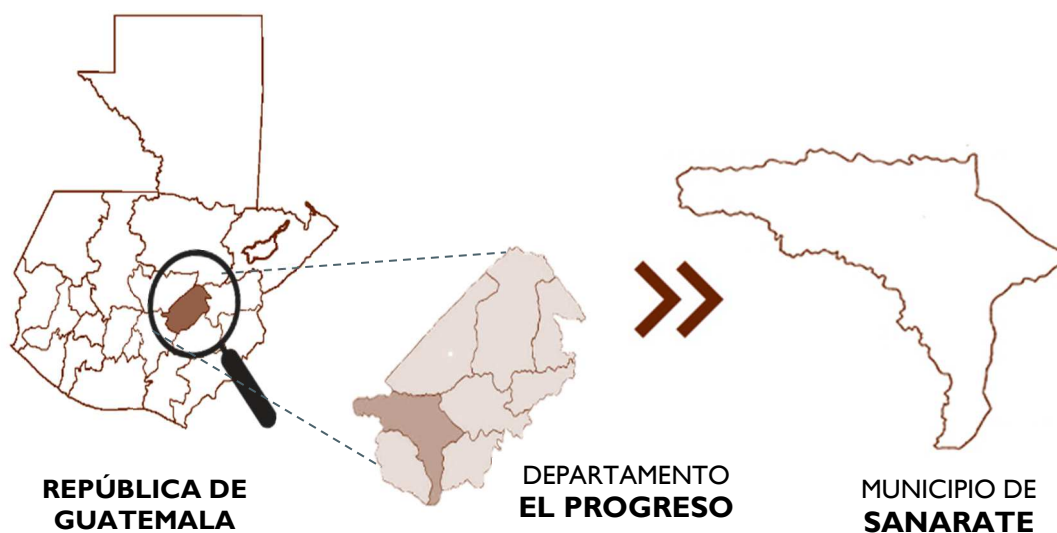 REPÚBLICA DE
GUATEMALA
DEPARTAMENTO
EL PROGRESO
MUNICIPIO DE
SANARATE